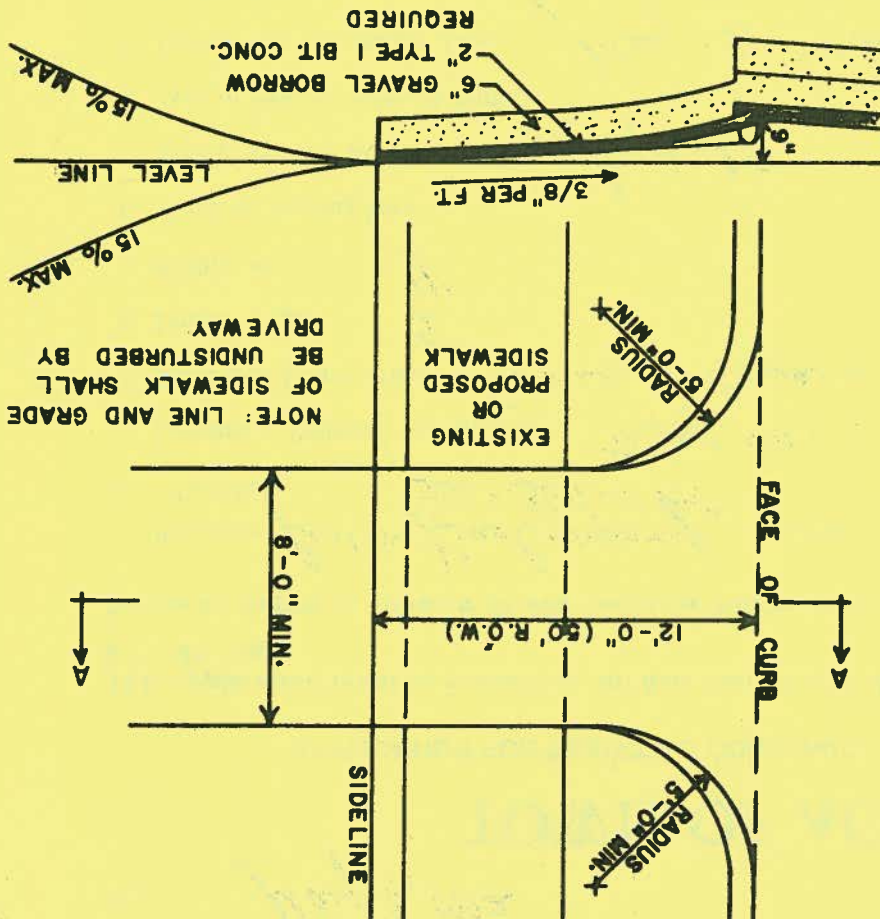 RADIUS
5'-0" MIN.
SIDELINE
A
A
12'-0" (50' R.O.W.)
8'-0" MIN.
FACE OF CURB
EXISTING
OR
PROPOSED
SIDEWALK
RADIUS
5'-0" MIN.
NOTE: LINE AND GRADE
OF SIDEWALK SHALL
BE UNDISTURBED BY
DRIVEWAY
3/8" PER FT.
15% MAX.
LEVEL LINE
15% MAX.
6"
6" GRAVEL BORROW
2" TYPE I BIT. CONC.
REQUIRED